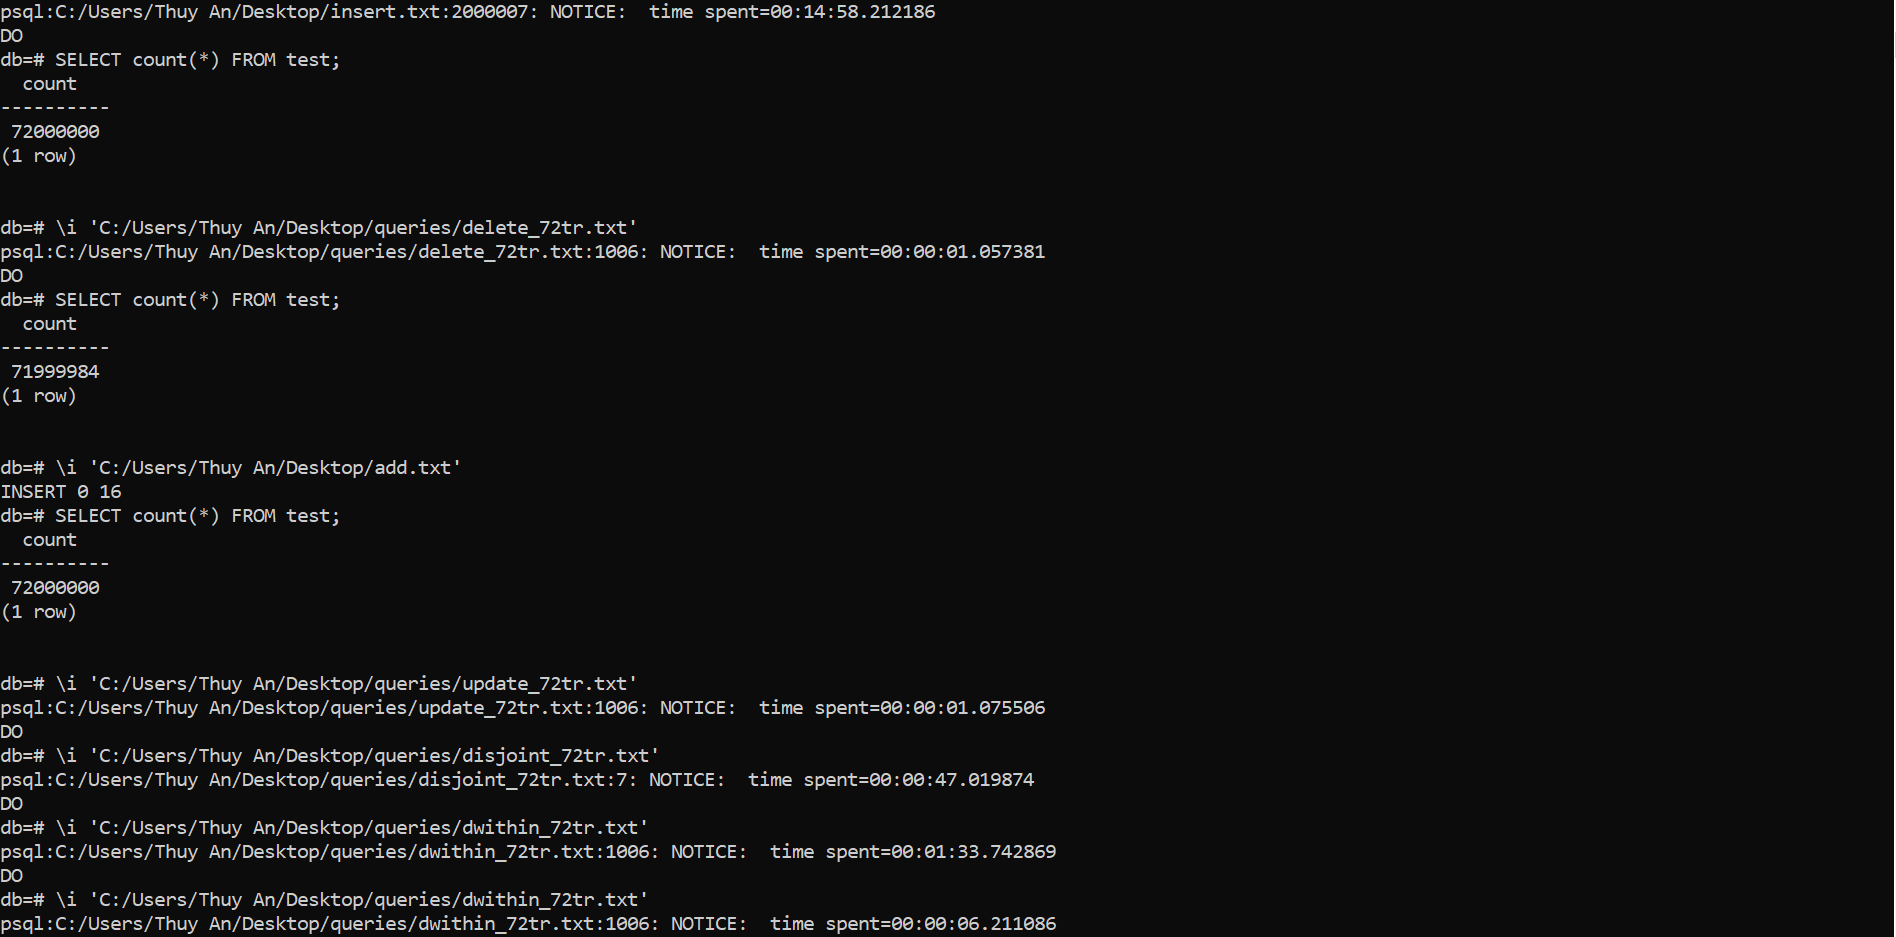 psql:C:/Users/Thuy An/Desktop/insert.txt:2000007: NOTICE:  time spent=00:14:58.212186
DO
db=# SELECT count(*) FROM test;
  count
----------
 72000000
(1 row)
db=# \i 'C:/Users/Thuy An/Desktop/queries/delete_72tr.txt'
psql:C:/Users/Thuy An/Desktop/queries/delete_72tr.txt:1006: NOTICE:  time spent=00:00:01.057381
DO
db=# SELECT count(*) FROM test;
  count
----------
 71999984
(1 row)
db=# \i 'C:/Users/Thuy An/Desktop/add.txt'
INSERT 0 16
db=# SELECT count(*) FROM test;
  count
----------
 72000000
(1 row)
db=# \i 'C:/Users/Thuy An/Desktop/queries/update_72tr.txt'
psql:C:/Users/Thuy An/Desktop/queries/update_72tr.txt:1006: NOTICE:  time spent=00:00:01.075506
DO
db=# \i 'C:/Users/Thuy An/Desktop/queries/disjoint_72tr.txt'
psql:C:/Users/Thuy An/Desktop/queries/disjoint_72tr.txt:7: NOTICE:  time spent=00:00:47.019874
DO
db=# \i 'C:/Users/Thuy An/Desktop/queries/dwithin_72tr.txt'
psql:C:/Users/Thuy An/Desktop/queries/dwithin_72tr.txt:1006: NOTICE:  time spent=00:01:33.742869
DO
db=# \i 'C:/Users/Thuy An/Desktop/queries/dwithin_72tr.txt'
psql:C:/Users/Thuy An/Desktop/queries/dwithin_72tr.txt:1006: NOTICE:  time spent=00:00:06.211086